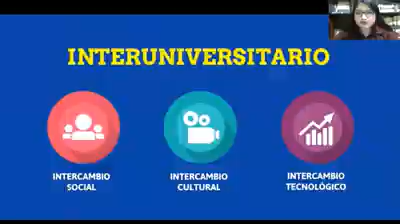 INTERUNIVERSITARIO
INTERCAMBIO
SOCIAL
INTERCAMBIO
CULTURAL
INTERCAMBIO
TECNOLÓGICO